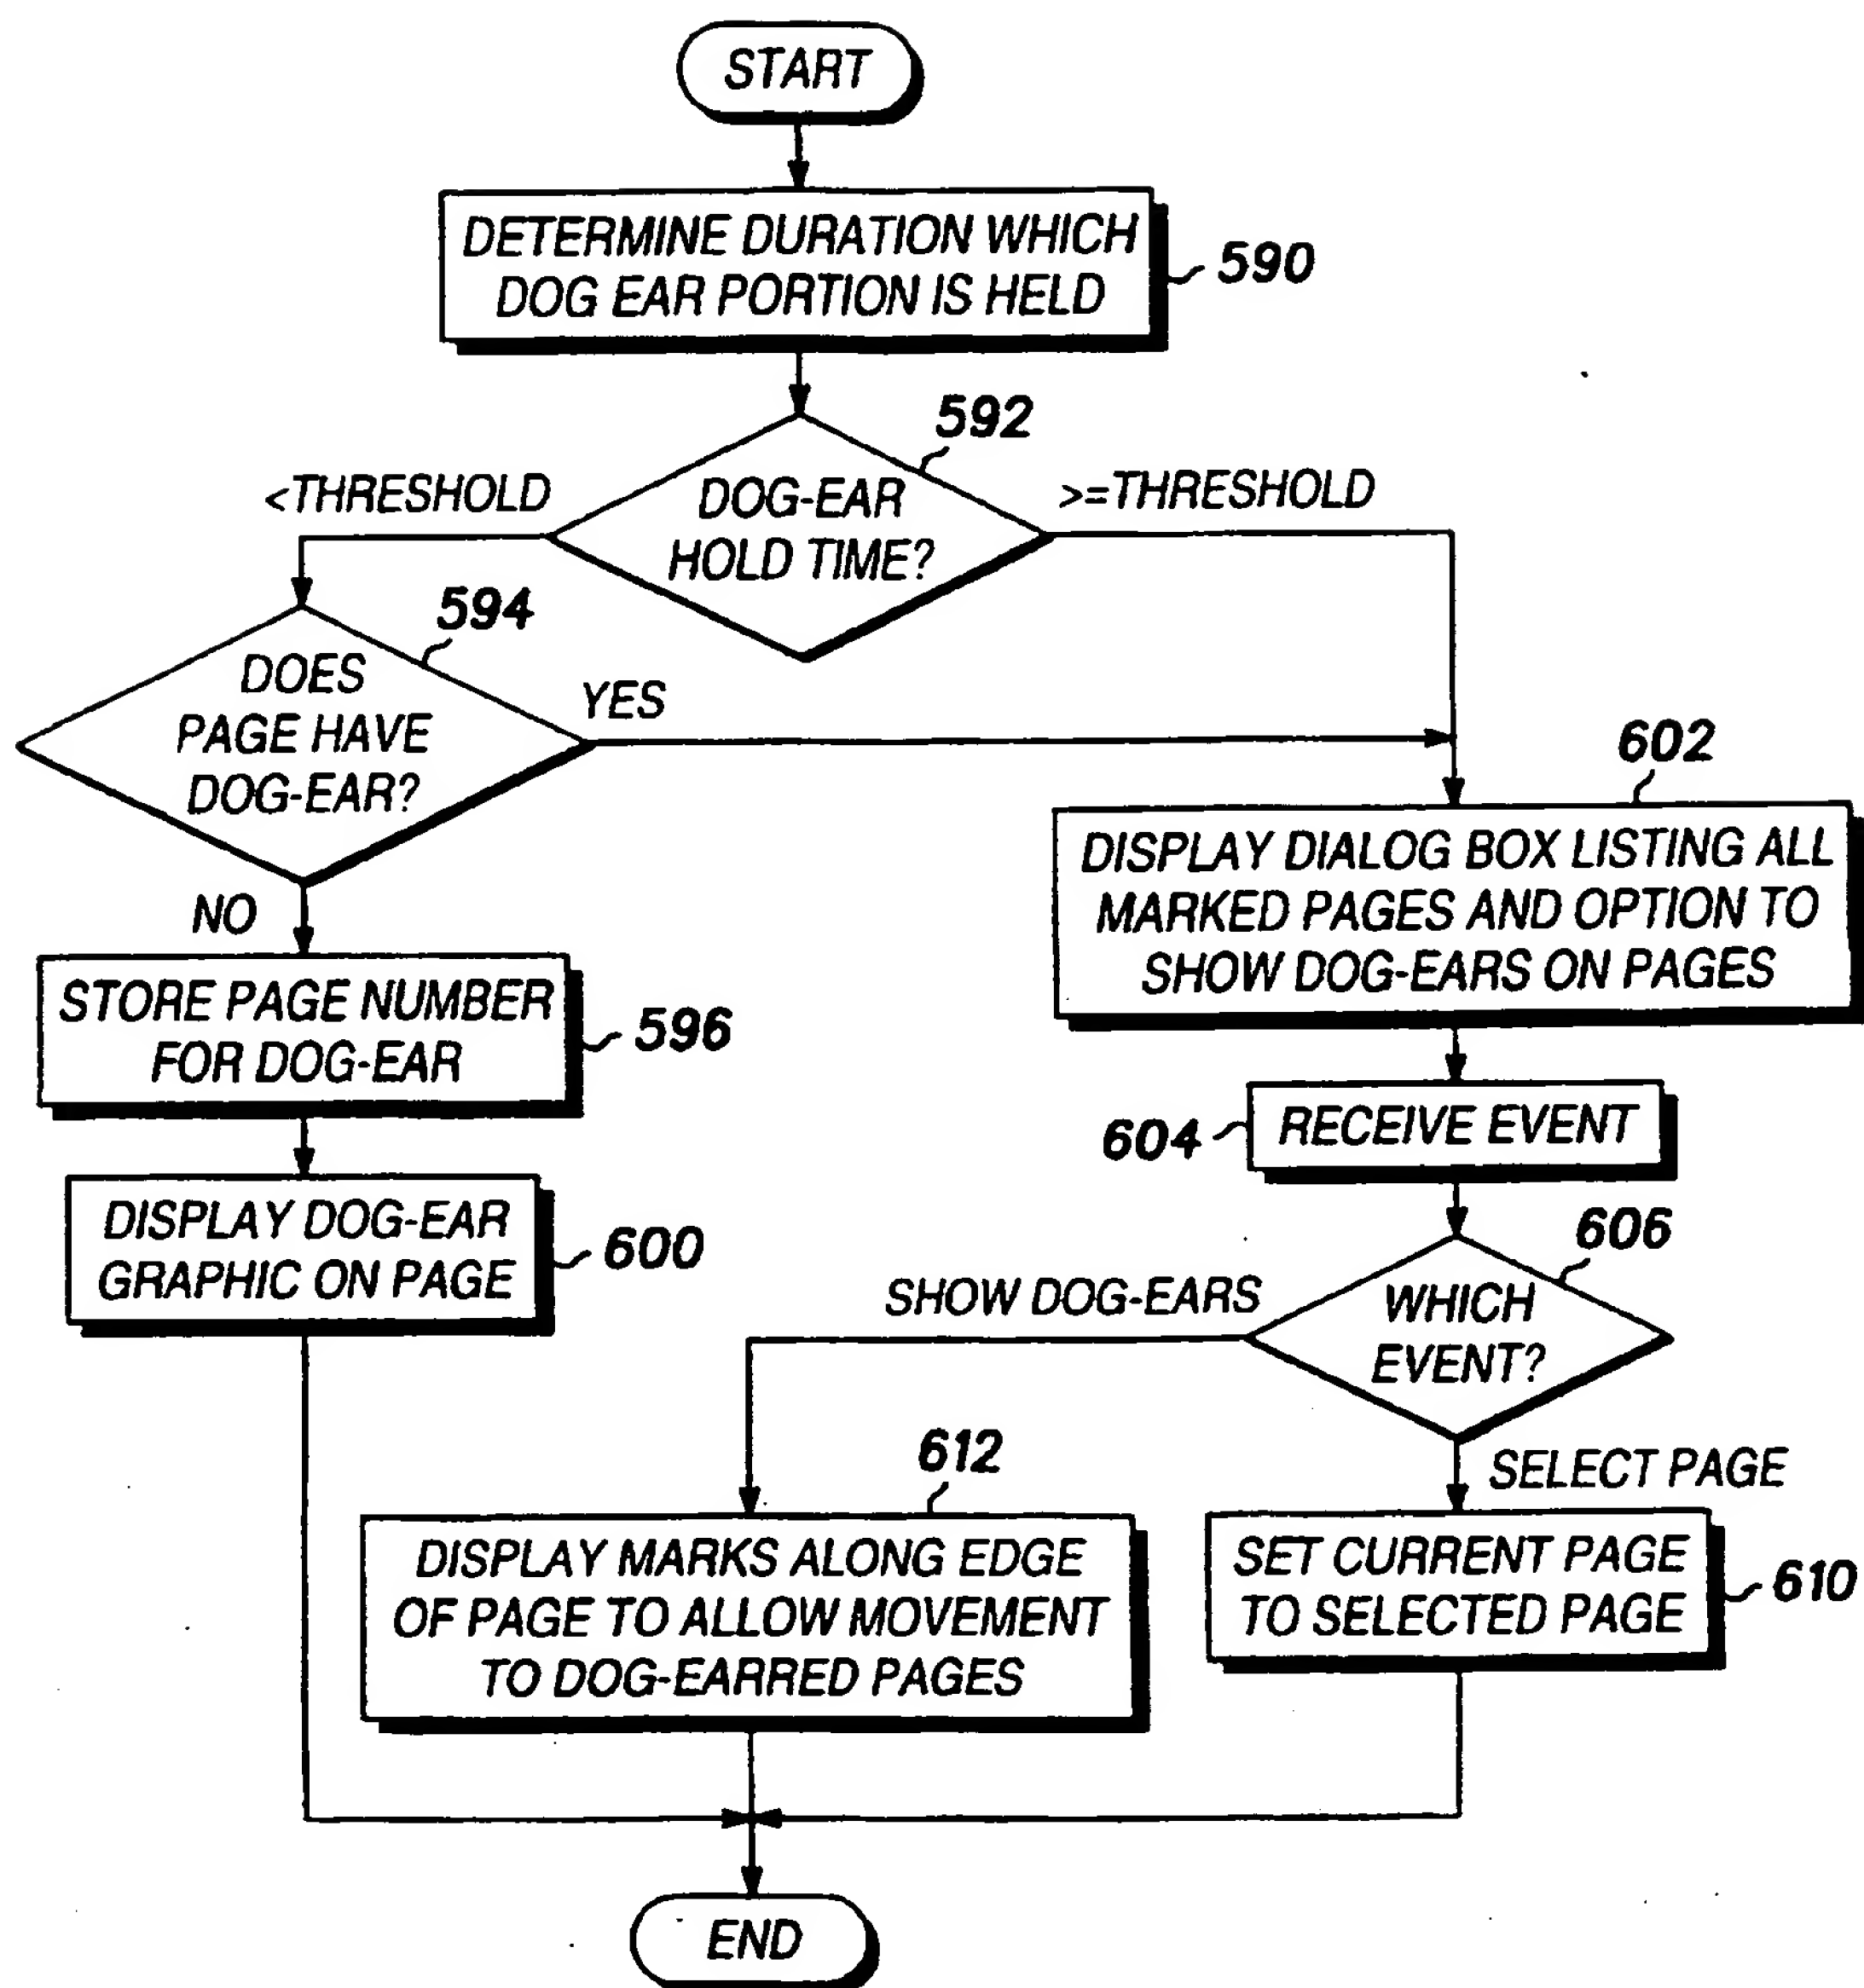 START
DETERMINE DURATION WHICH
DOG EAR PORTION IS HELD
590
592
<THRESHOLD
DOG-EAR
HOLD TIME?
>=THRESHOLD
594
DOES
PAGE HAVE
DOG-EAR?
YES
NO
602
DISPLAY DIALOG BOX LISTING ALL
MARKED PAGES AND OPTION TO
SHOW DOG-EARS ON PAGES
STORE PAGE NUMBER
FOR DOG-EAR
596
604
RECEIVE EVENT
DISPLAY DOG-EAR
GRAPHIC ON PAGE
600
606
SHOW DOG-EARS
WHICH
EVENT?
SELECT PAGE
612
DISPLAY MARKS ALONG EDGE
OF PAGE TO ALLOW MOVEMENT
TO DOG-EARRED PAGES
SET CURRENT PAGE
TO SELECTED PAGE
610
END